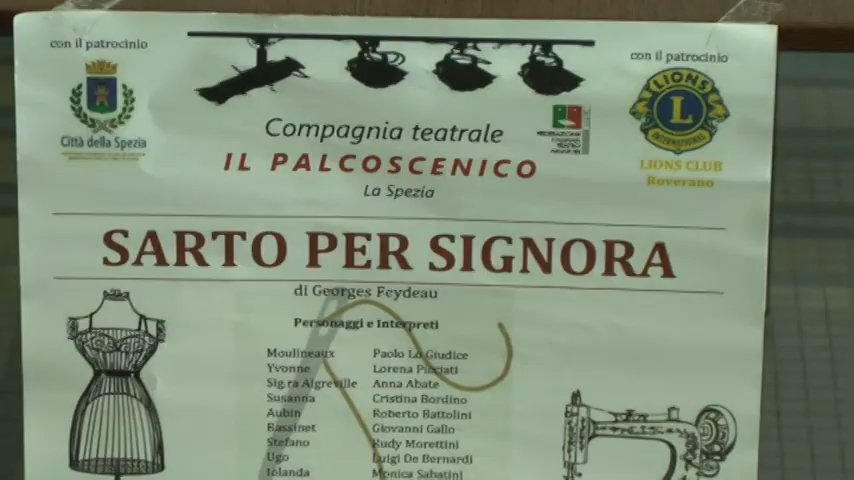 con il patrocinio
Città della Spezia
Compagnia teatrale
IL PALCOSCENICO
La Spezia
con il patrocinio
LIONS
L
INTERNATIONAL
LIONS CLUB
Roverano
SARTO PER SIGNORA
di Georges Feydeau
Personaggi e Interpreti
Moulineaux Paolo Lo Giudice
Yvonne Lorena
Sig.ra Aigreville Anna Abate
Susanna Cristina Bordino
Aubin Roberto Battolini
Bassinet Giovanni Gallo
Stefano Rudy Morettini
Ugo Luigi De Bernardi
Iolanda Monica Sabatini